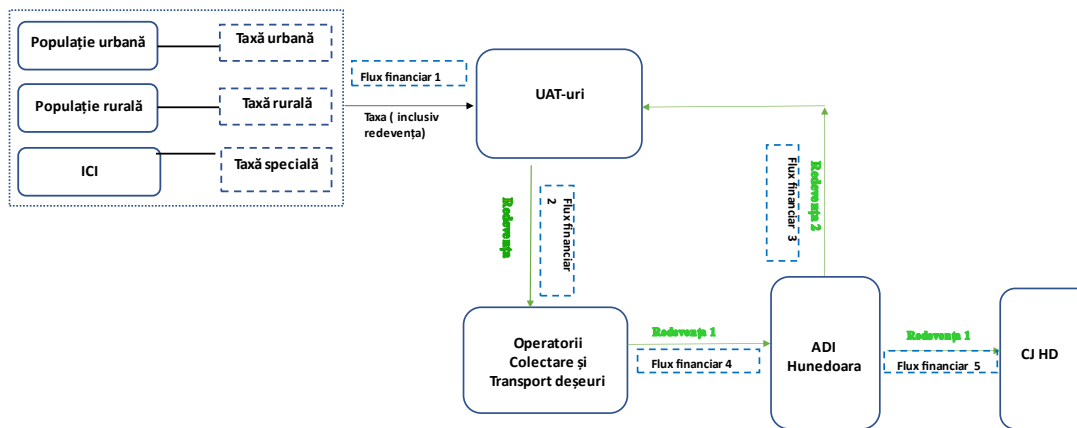 Populație urbană
Taxă urbană
Populație rurală
Taxă rurală
ICI
Taxă specială
Flux financiar 1
Taxa ( inclusiv
redevența)
UAT-uri
Redevența
Flux financiar
2
Flux financiar 3
Redevența 2
Operatorii
Colectare și
Transport deșeuri
Redevența 1
Flux financiar 4
ADI
Hunedoara
Redevența 1
Flux financiar 5
CJ HD